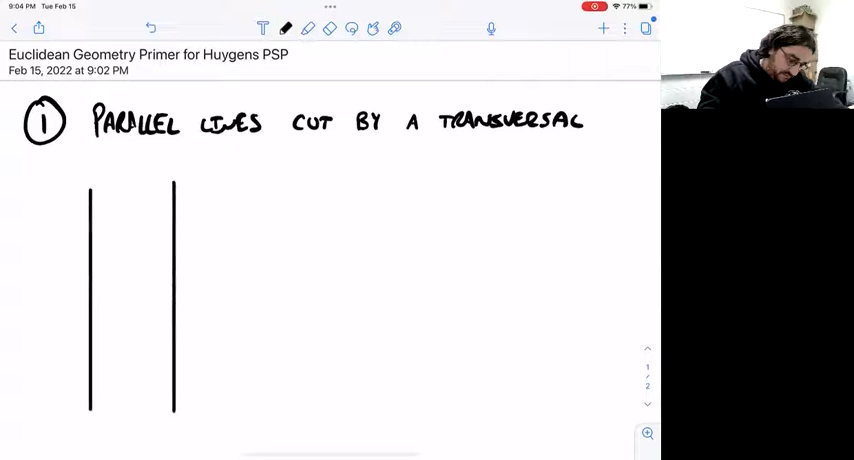 9:04 PM Tue Feb 15
77%
Euclidean Geometry Primer for Huygens PSP
Feb 15, 2022 at 9:02 PM
1 PARALLEL LINES CUT BY A TRANSVERSAL
1
/
2